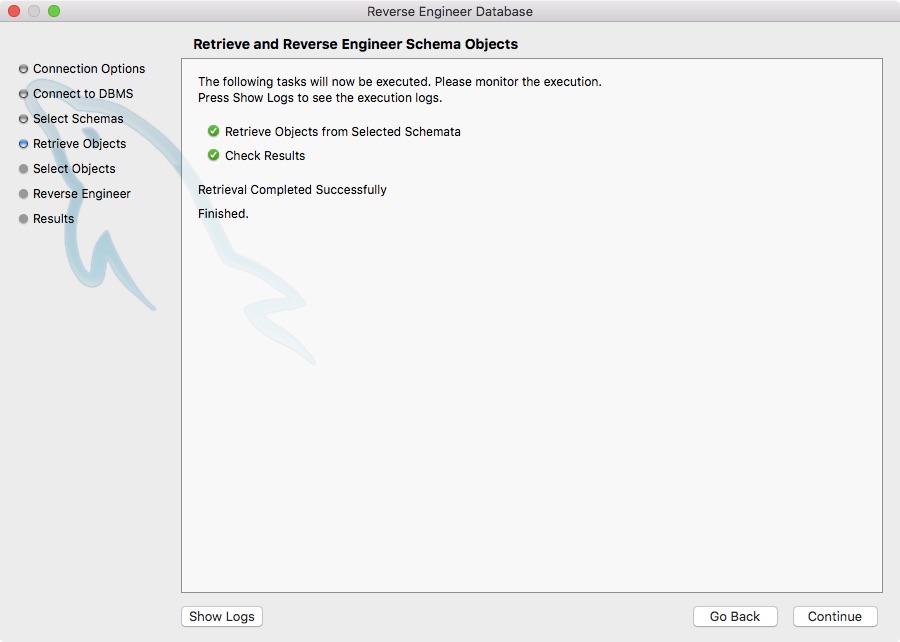 Reverse Engineer Database
Retrieve and Reverse Engineer Schema Objects
Connection Options
Connect to DBMS
Select Schemas
Retrieve Objects
Select Objects
Reverse Engineer
Results
The following tasks will now be executed. Please monitor the execution.
Press Show Logs to see the execution logs.
Retrieve Objects from Selected Schemata
Check Results
Retrieval Completed Successfully
Finished.
Show Logs
Go Back
Continue